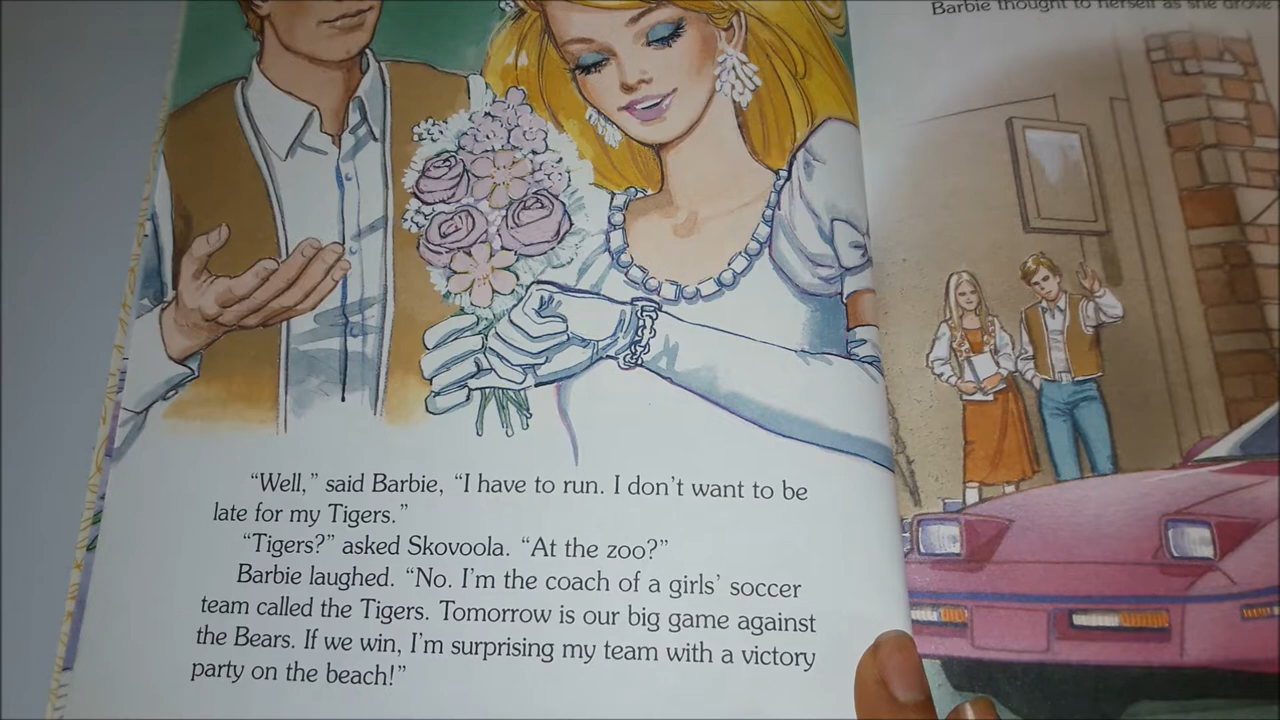 “Well,” said Barbie, “I have to run. I don’t want to be
late for my Tigers.”
“Tigers?” asked Skovoola. “At the zoo?”
Barbie laughed. “No. I’m the coach of a girls’ soccer
team called the Tigers. Tomorrow is our big game against
the Bears. If we win, I’m surprising my team with a victory
party on the beach!”
Barbie thought to herself as she drove